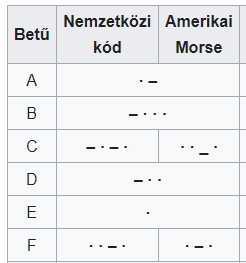 Betű Nemzetközi kód Amerikai Morse
A · –
B – · · ·
C – · – · · · _ ·
D – · ·
E ·
F · · – · · – ·